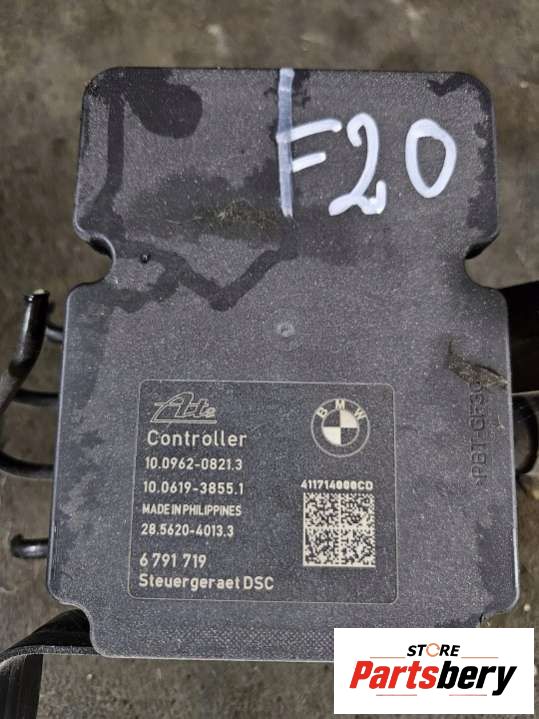 F20
Ate
BMW
Controller
10.0962-0821.3
10.0619-3855.1
411714000CD
MADE IN PHILIPPINES
28.5620-4013.3
6 791 719
Steuergeraet DSC
STORE
Partsbery